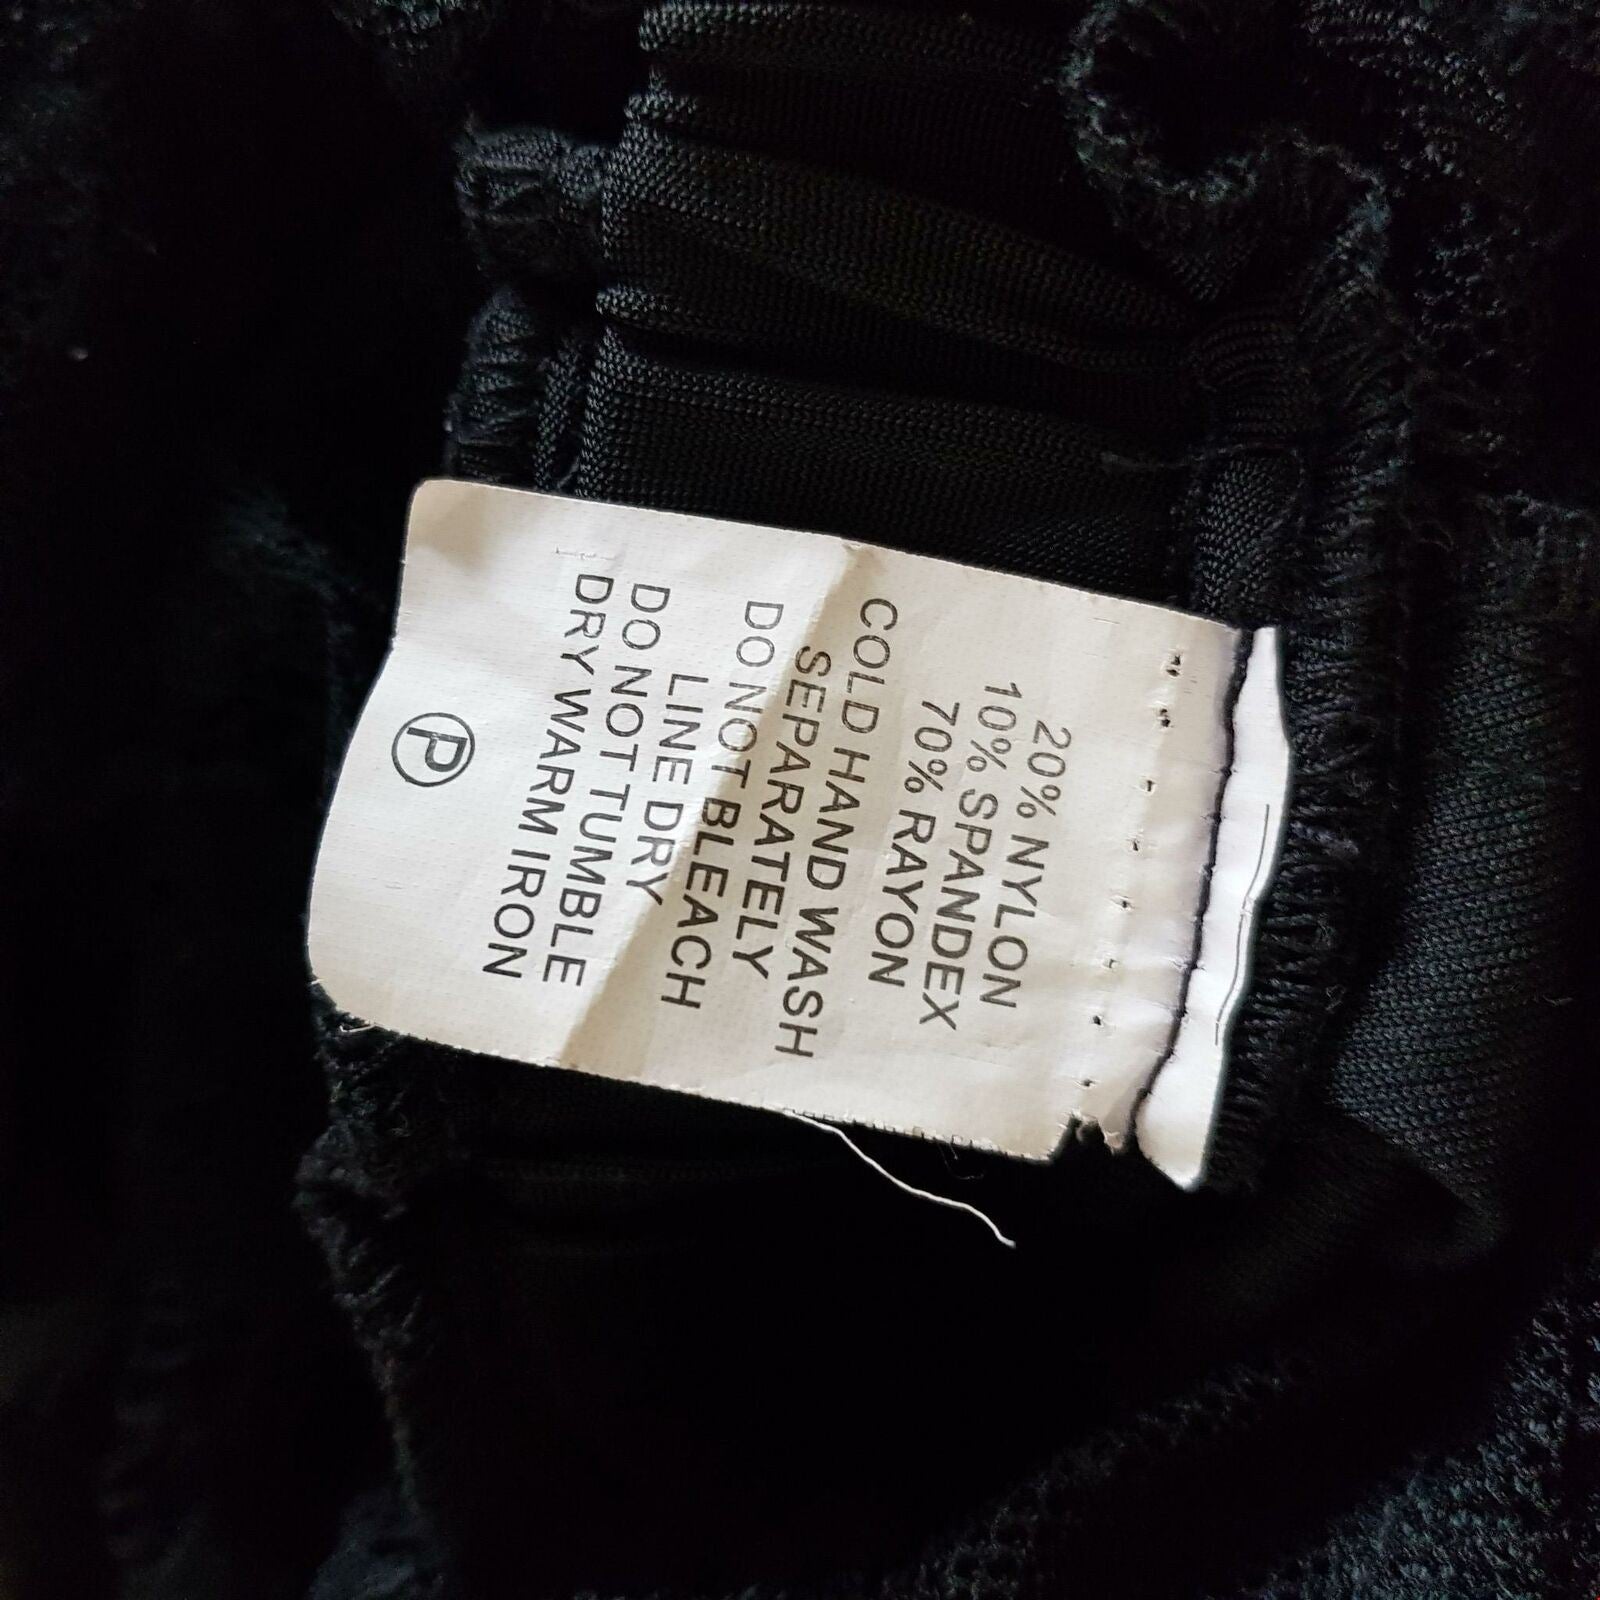 20% NYLON
10% SPANDEX
70% RAYON
COLD HAND WASH
SEPARATELY
DO NOT BLEACH
LINE DRY
DO NOT TUMBLE
DRY WARM IRON
P